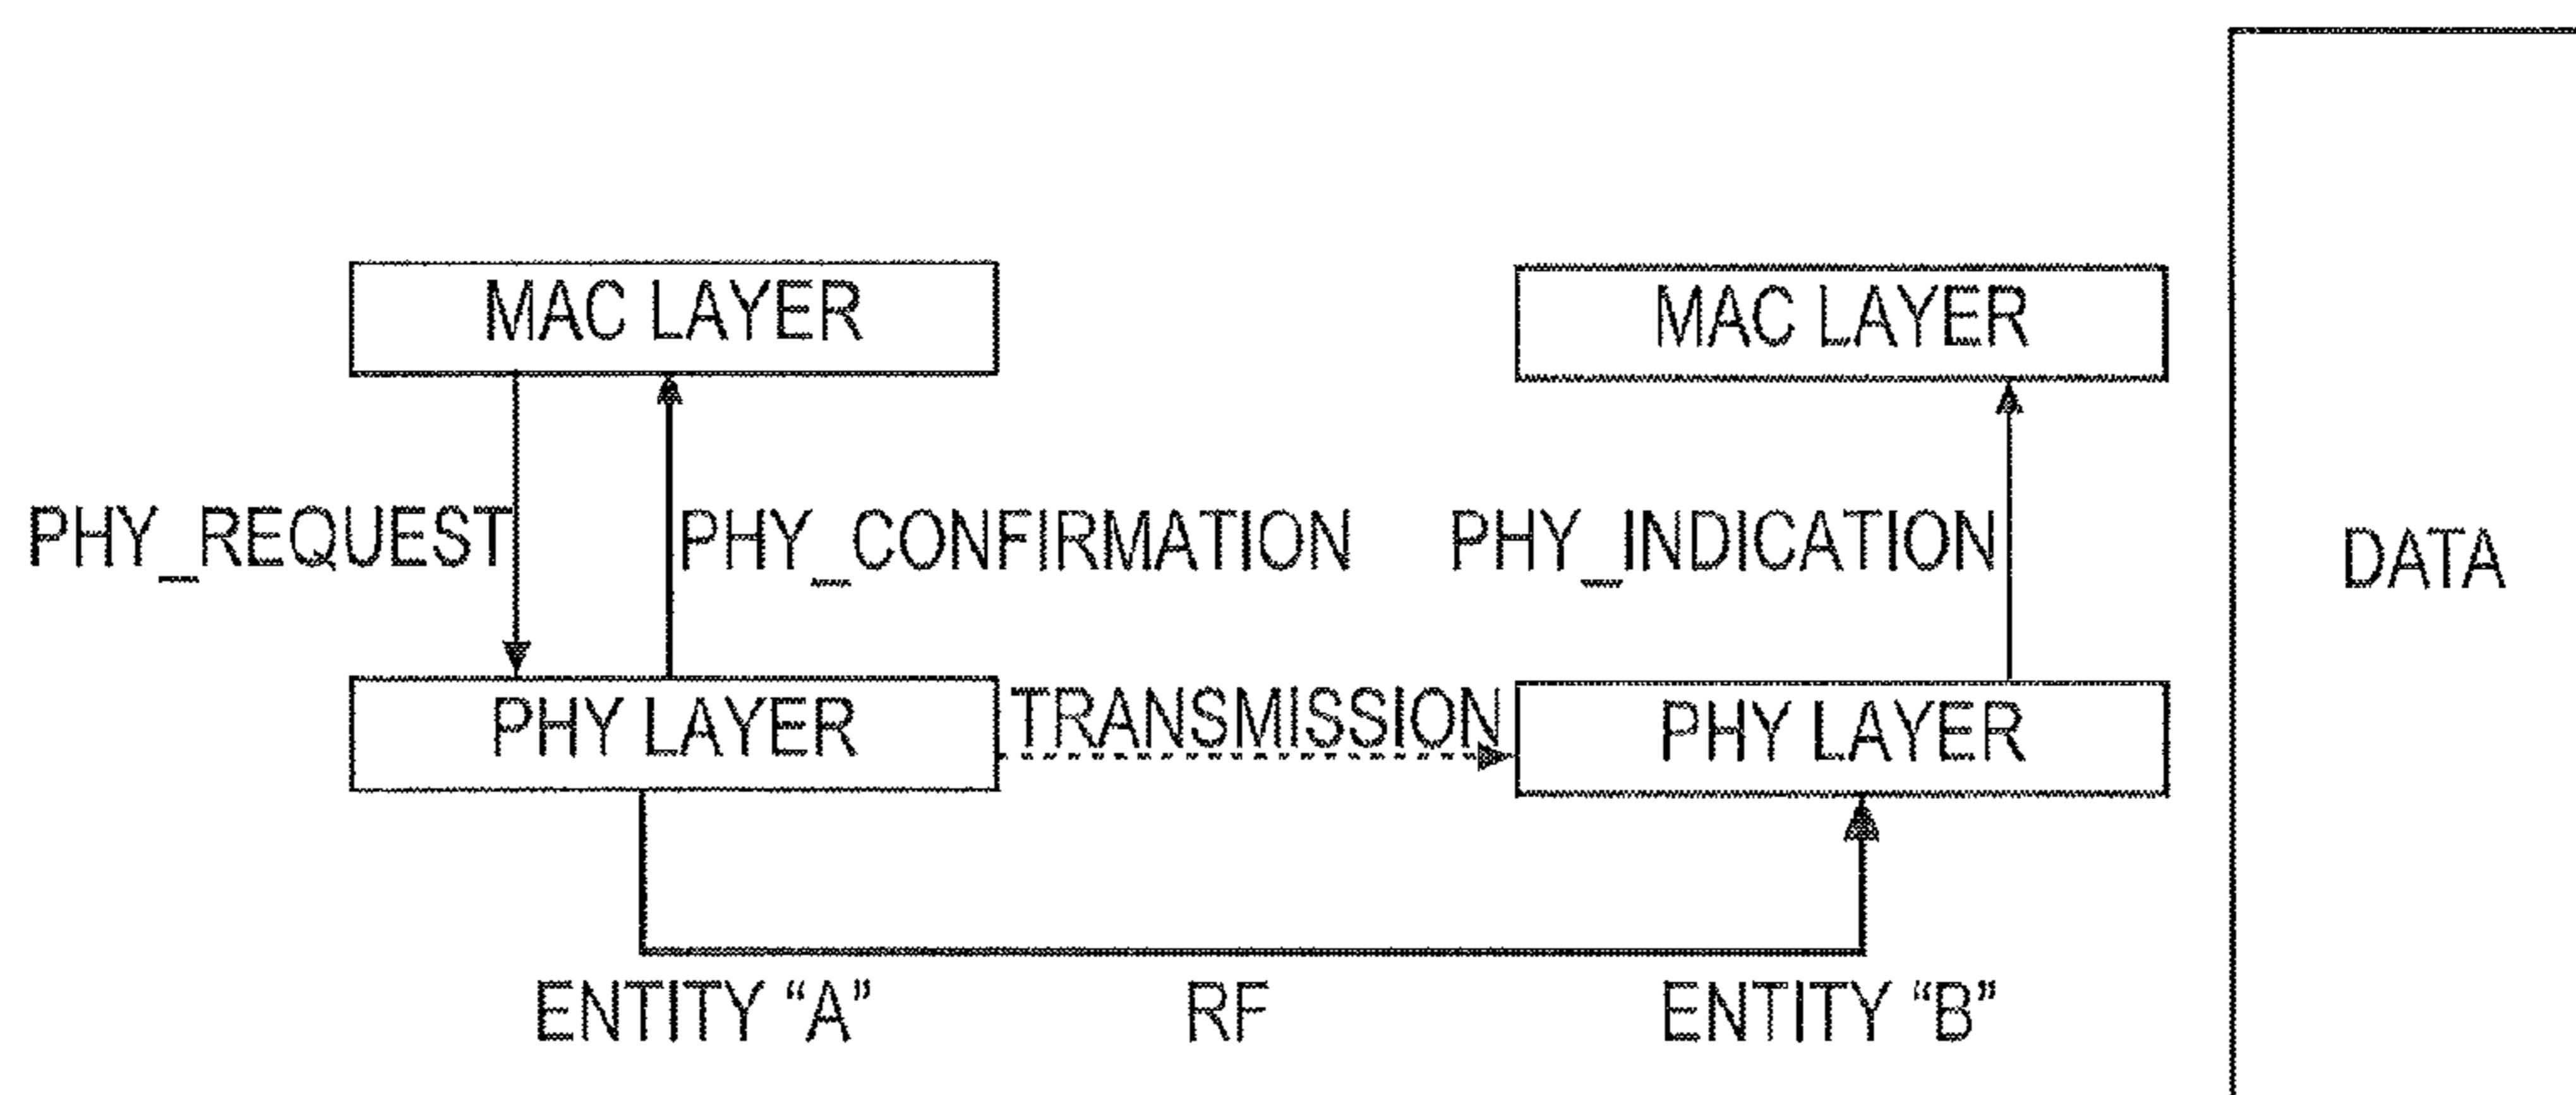 MAC LAYER
MAC LAYER
PHY_REQUEST
PHY_CONFIRMATION
PHY_INDICATION
DATA
PHY LAYER
TRANSMISSION
PHY LAYER
ENTITY “A”
RF
ENTITY “B”